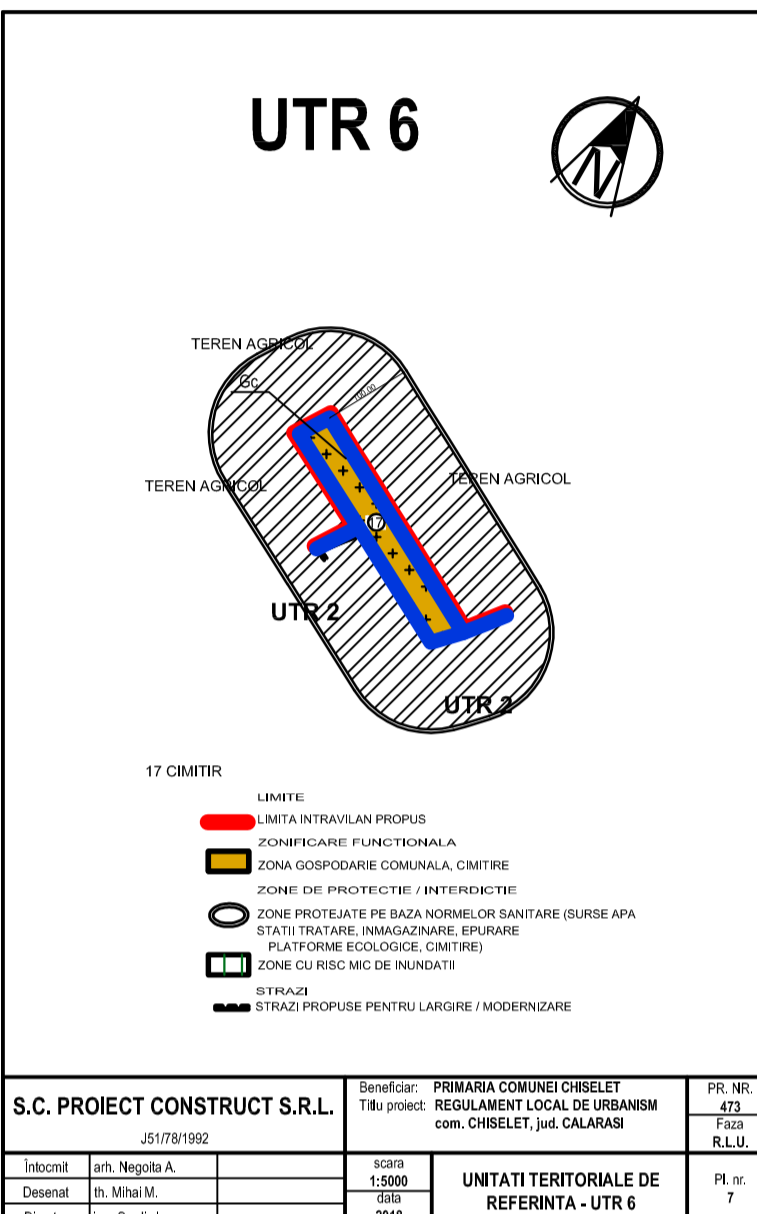 UTR 6
N
TEREN AGRICOL
Gc
100.00
TEREN AGRICOL
TEREN AGRICOL
17
UTR 2
UTR 2
17 CIMITIR
LIMITE
LIMITA INTRAVILAN PROPUS
ZONIFICARE FUNCTIONALA
ZONA GOSPODARIE COMUNALA, CIMITIRE
ZONE DE PROTECTIE / INTERDICTIE
ZONE PROTEJATE PE BAZA NORMELOR SANITARE (SURSE APA
STATII TRATARE, INMAGAZINARE, EPURARE
PLATFORME ECOLOGICE, CIMITIRE)
ZONE CU RISC MIC DE INUNDATII
STRAZI
STRAZI PROPUSE PENTRU LARGIRE / MODERNIZARE
S.C. PROIECT CONSTRUCT S.R.L.
J51/78/1992
Beneficiar: PRIMARIA COMUNEI CHISELET
Titlu proiect: REGULAMENT LOCAL DE URBANISM
com. CHISELET, jud. CALARASI
PR. NR.
473
Faza
R.L.U.
Întocmit arh. Negoita A.
Desenat th. Mihai M.
scara
1:5000
data
2018
UNITATI TERITORIALE DE
REFERINTA - UTR 6
Pl. nr.
7